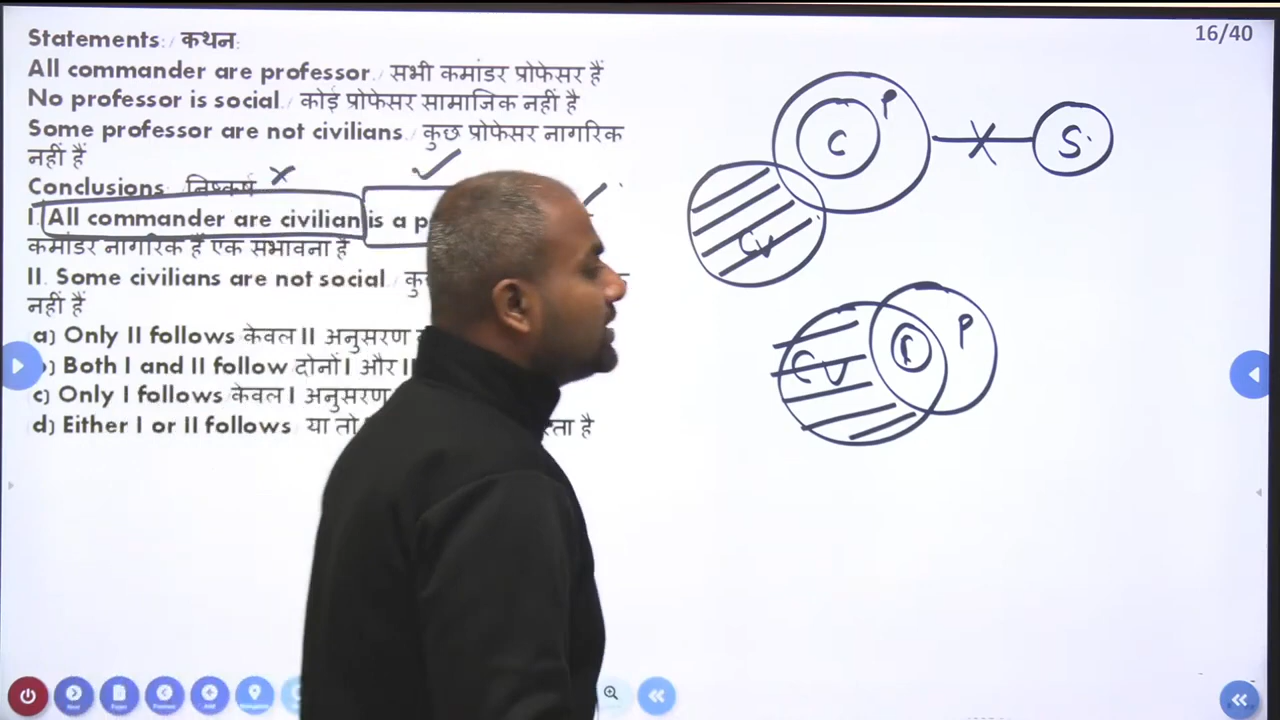 16/40
Statements: / कथन:
All commander are professor. / सभी कमांडर प्रोफेसर हैं
No professor is social. / कोई प्रोफेसर सामाजिक नहीं है
Some professor are not civilians. / कुछ प्रोफेसर नागरिक
नहीं हैं
Conclusions निष्कर्ष
I. All commander are civilian is a
कमांडर नागरिक हैं एक संभावना है
II. Some civilians are not social. /
नहीं हैं
a) Only II follows केवल II अनुसरण
b) Both I and II follow दोनों I और II
c) Only I follows केवल I अनुसरण
d) Either I or II follows या तो
है
P
C
S
CV
CV
C
P